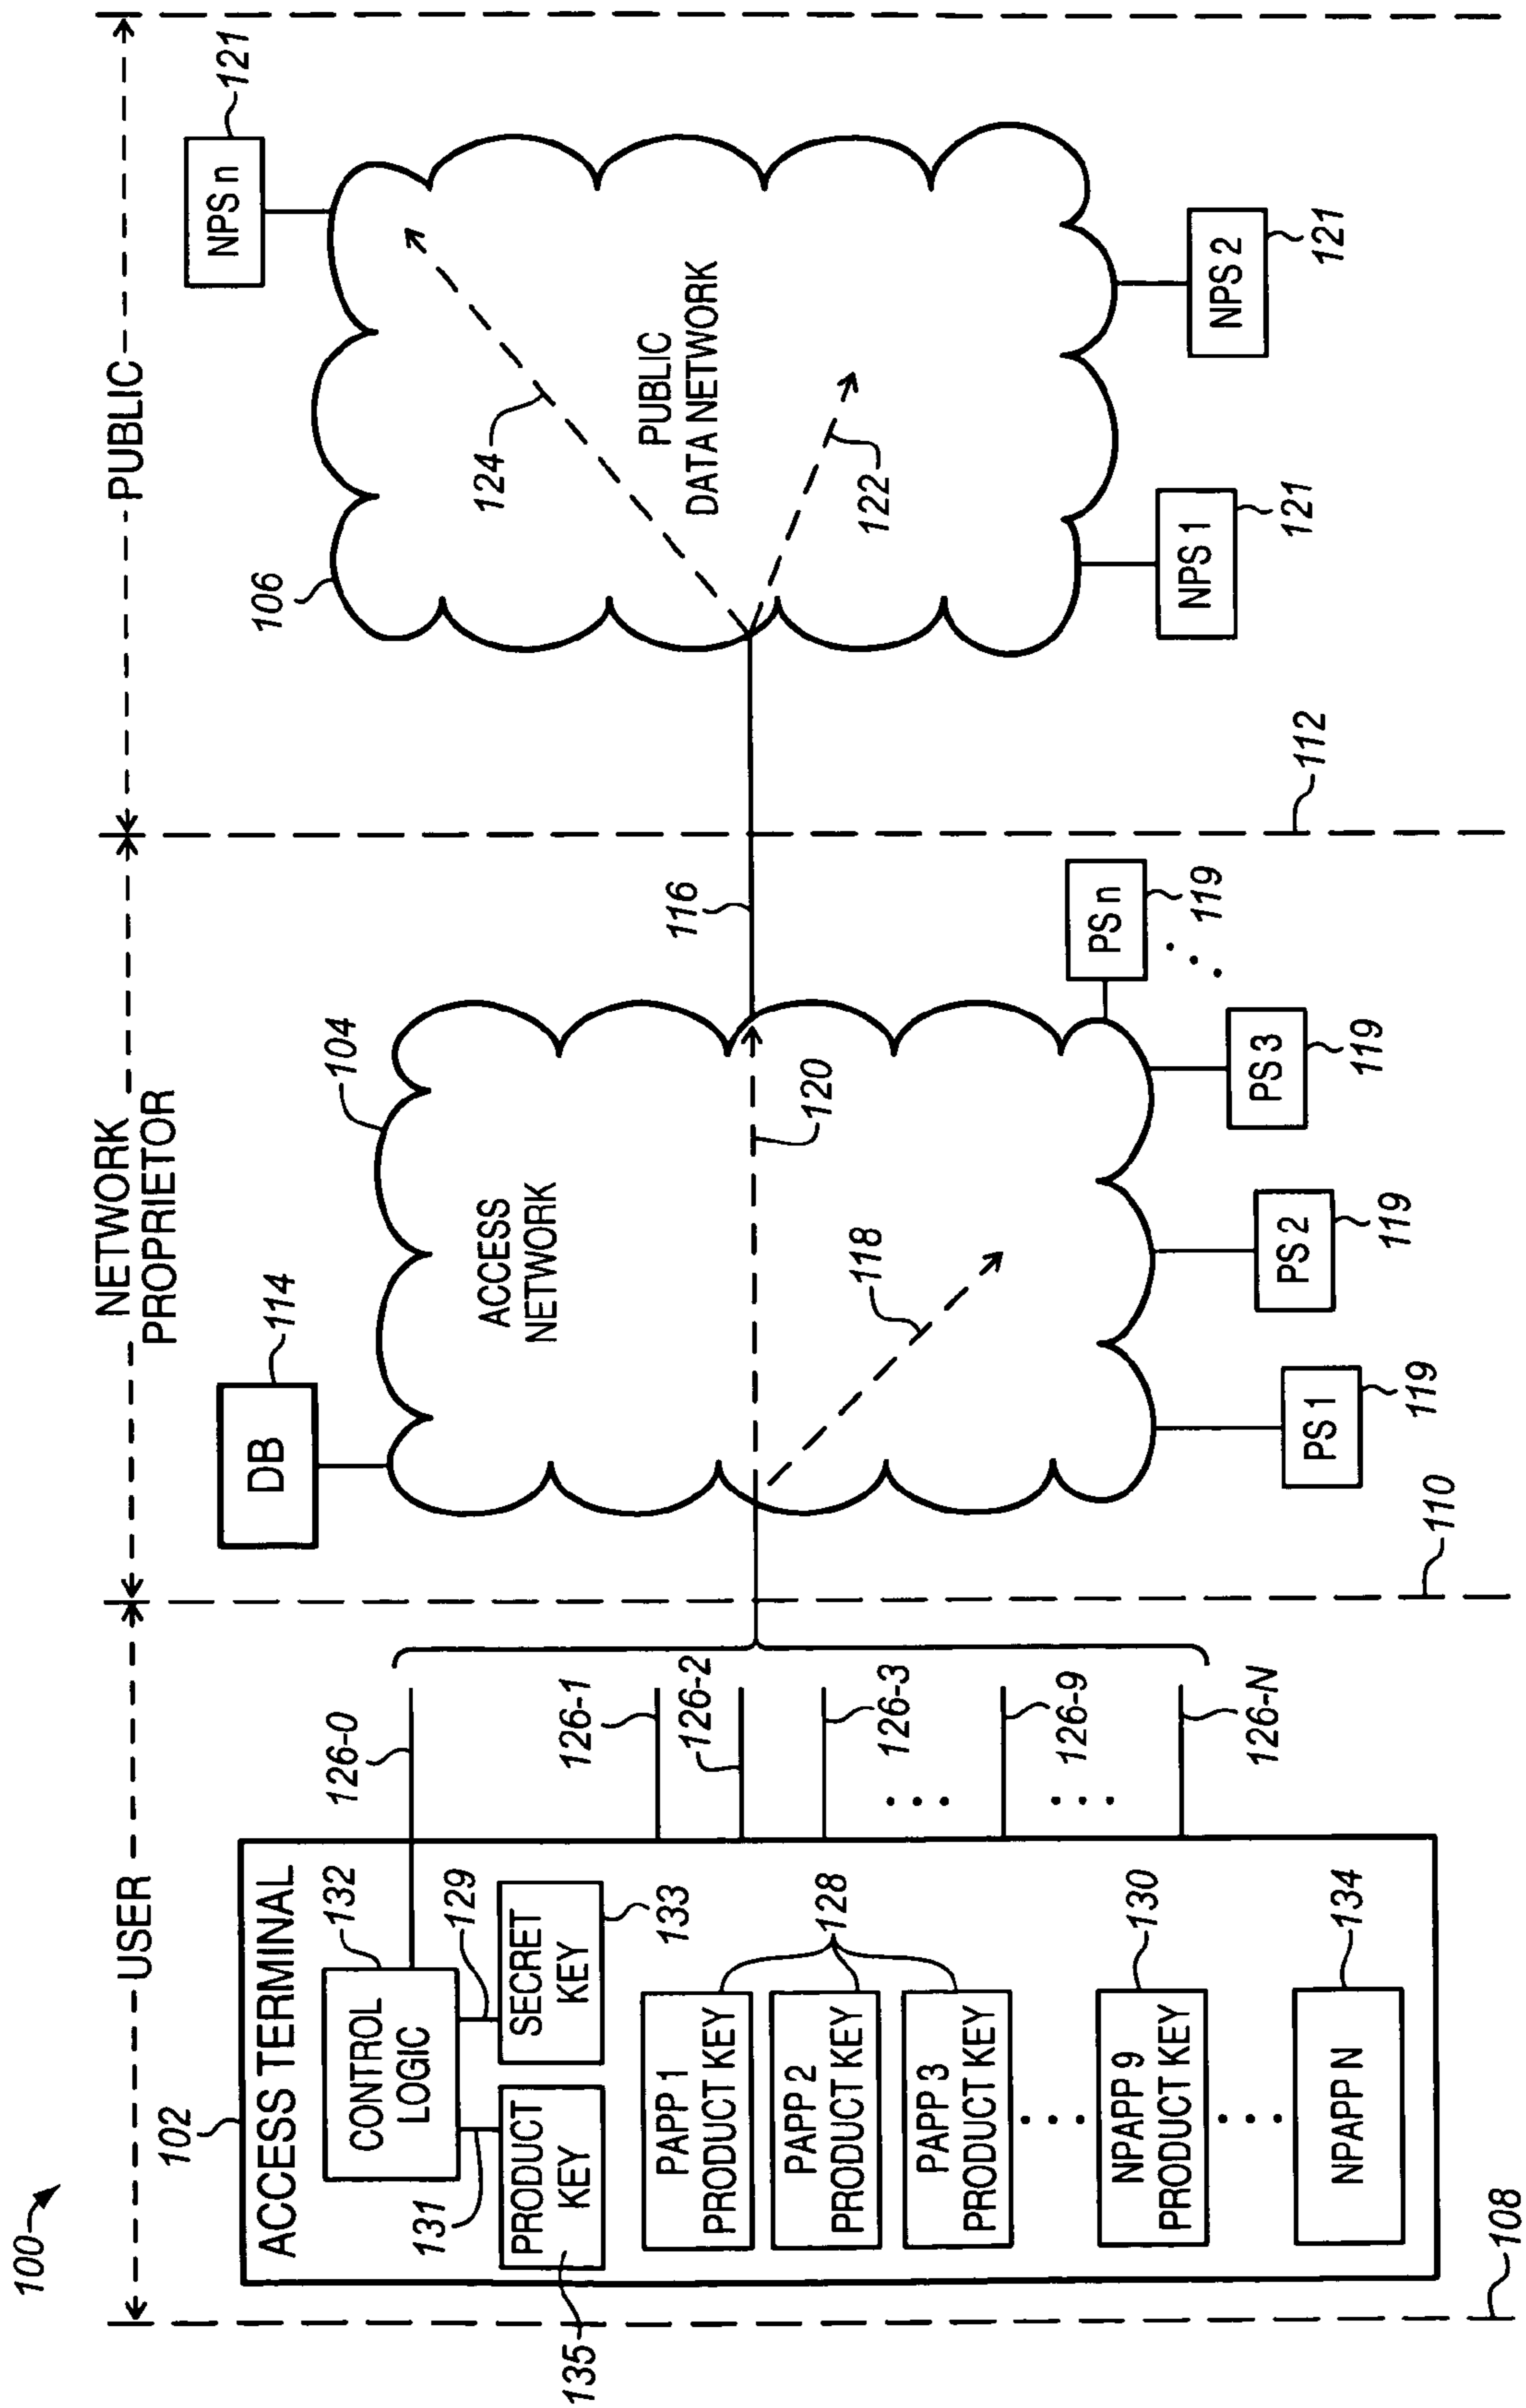 100
USER
NETWORK
PROPRIETOR
PUBLIC
102
ACCESS TERMINAL
CONTROL
LOGIC
132
126-0
131
129
PRODUCT
KEY
135
SECRET
KEY
133
PAPP 1
PRODUCT KEY
PAPP 2
PRODUCT KEY
PAPP 3
PRODUCT KEY
128
NPAPP 9
PRODUCT KEY
130
NPAPP N
134
126-1
126-2
126-3
126-9
126-N
108
DB
114
104
ACCESS
NETWORK
120
118
116
PS 1
119
PS 2
119
PS 3
119
PS n
119
110
NPS n
121
106
124
PUBLIC
DATA NETWORK
122
NPS 1
121
NPS 2
121
112